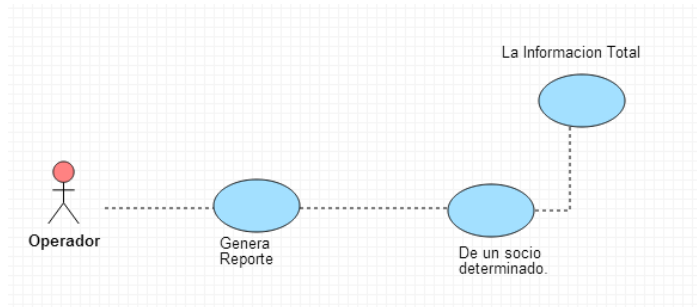 La Informacion Total
Operador
Genera
Reporte
De un socio
determinado.